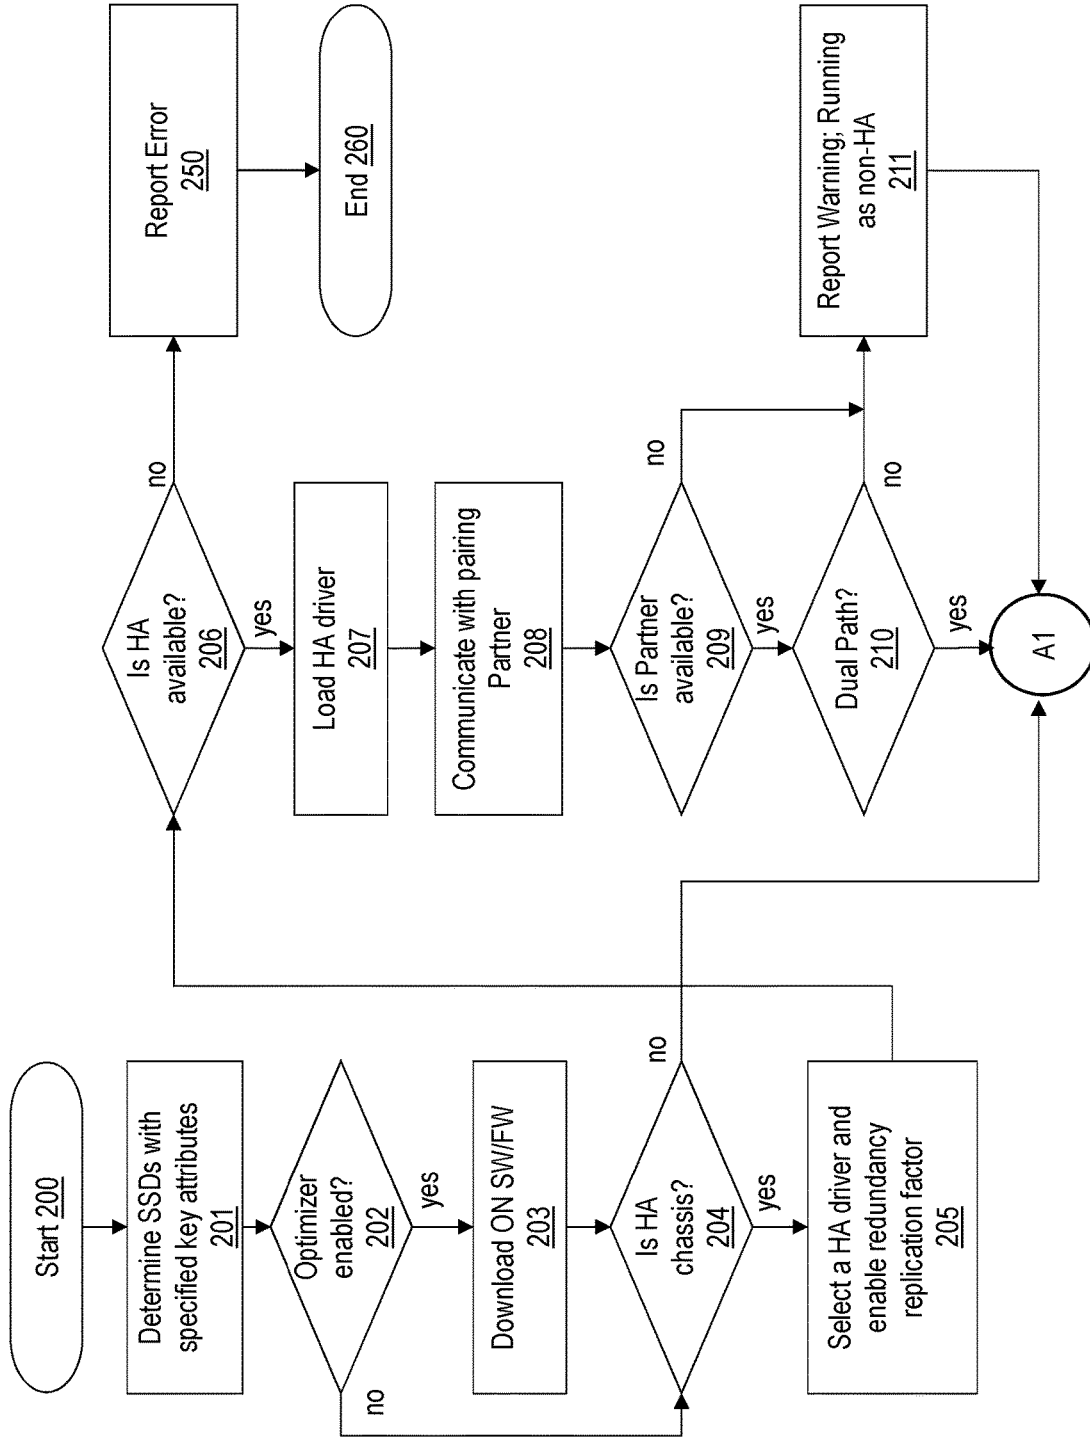 Start 200
Determine SSDs with
specified key attributes
201
Optimizer
enabled?
202
no
yes
Download ON SW/FW
203
Is HA
chassis?
204
no
yes
Select a HA driver and
enable redundancy
replication factor
205
Is HA
available?
206
no
yes
Report Error
250
End 260
Load HA driver
207
Communicate with pairing
Partner
208
Is Partner
available?
209
no
yes
Dual Path?
210
no
yes
Report Warning; Running
as non-HA
211
A1